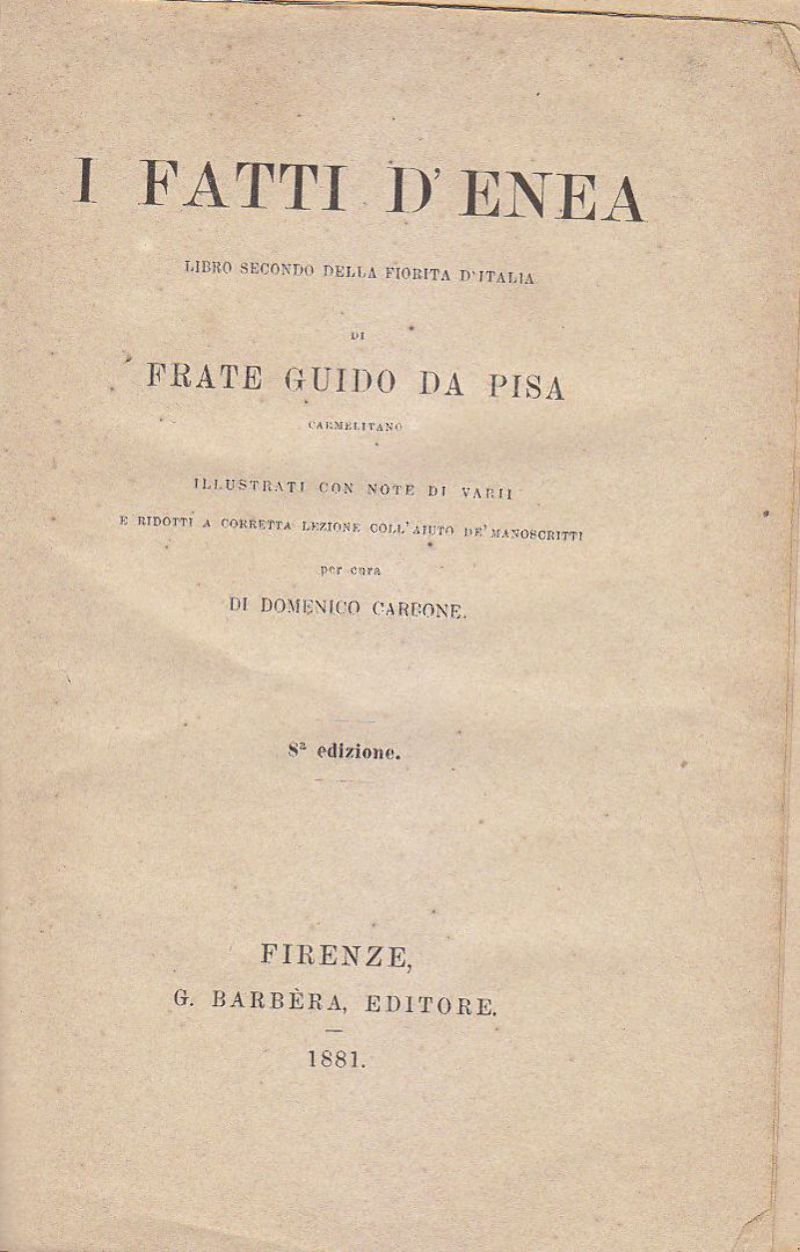 I FATTI D'ENEA
LIBRO SECONDO DELLA FIORITA D'ITALIA
DI
FRATE GUIDO DA PISA
CARMELITANO
ILLUSTRATI CON NOTE DI VARII
E RIDOTTI A CORRETTA LEZIONE COLL'AIUTO DE' MANOSCRITTI
per cura
DI DOMENICO CARBONE.
8ª edizione.
FIRENZE,
G. BARBÈRA, EDITORE.
1881.